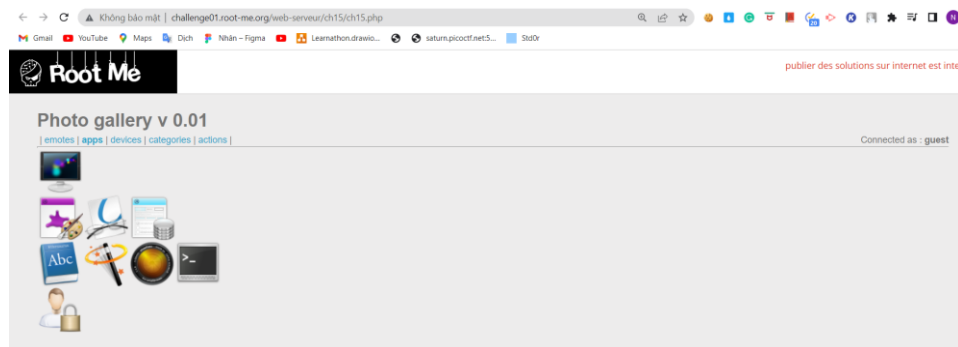 Không bảo mật | challenge01.root-me.org/web-serveur/ch15/ch15.php
Gmail YouTube Maps Dịch Nhân – Figma Learnathon.drawio... saturn.picoctf.net:5... Std0r
Root Me
publier des solutions sur internet est inte
Photo gallery v 0.01
| emotes | apps | devices | categories | actions |
Connected as : guest
Abc
>_